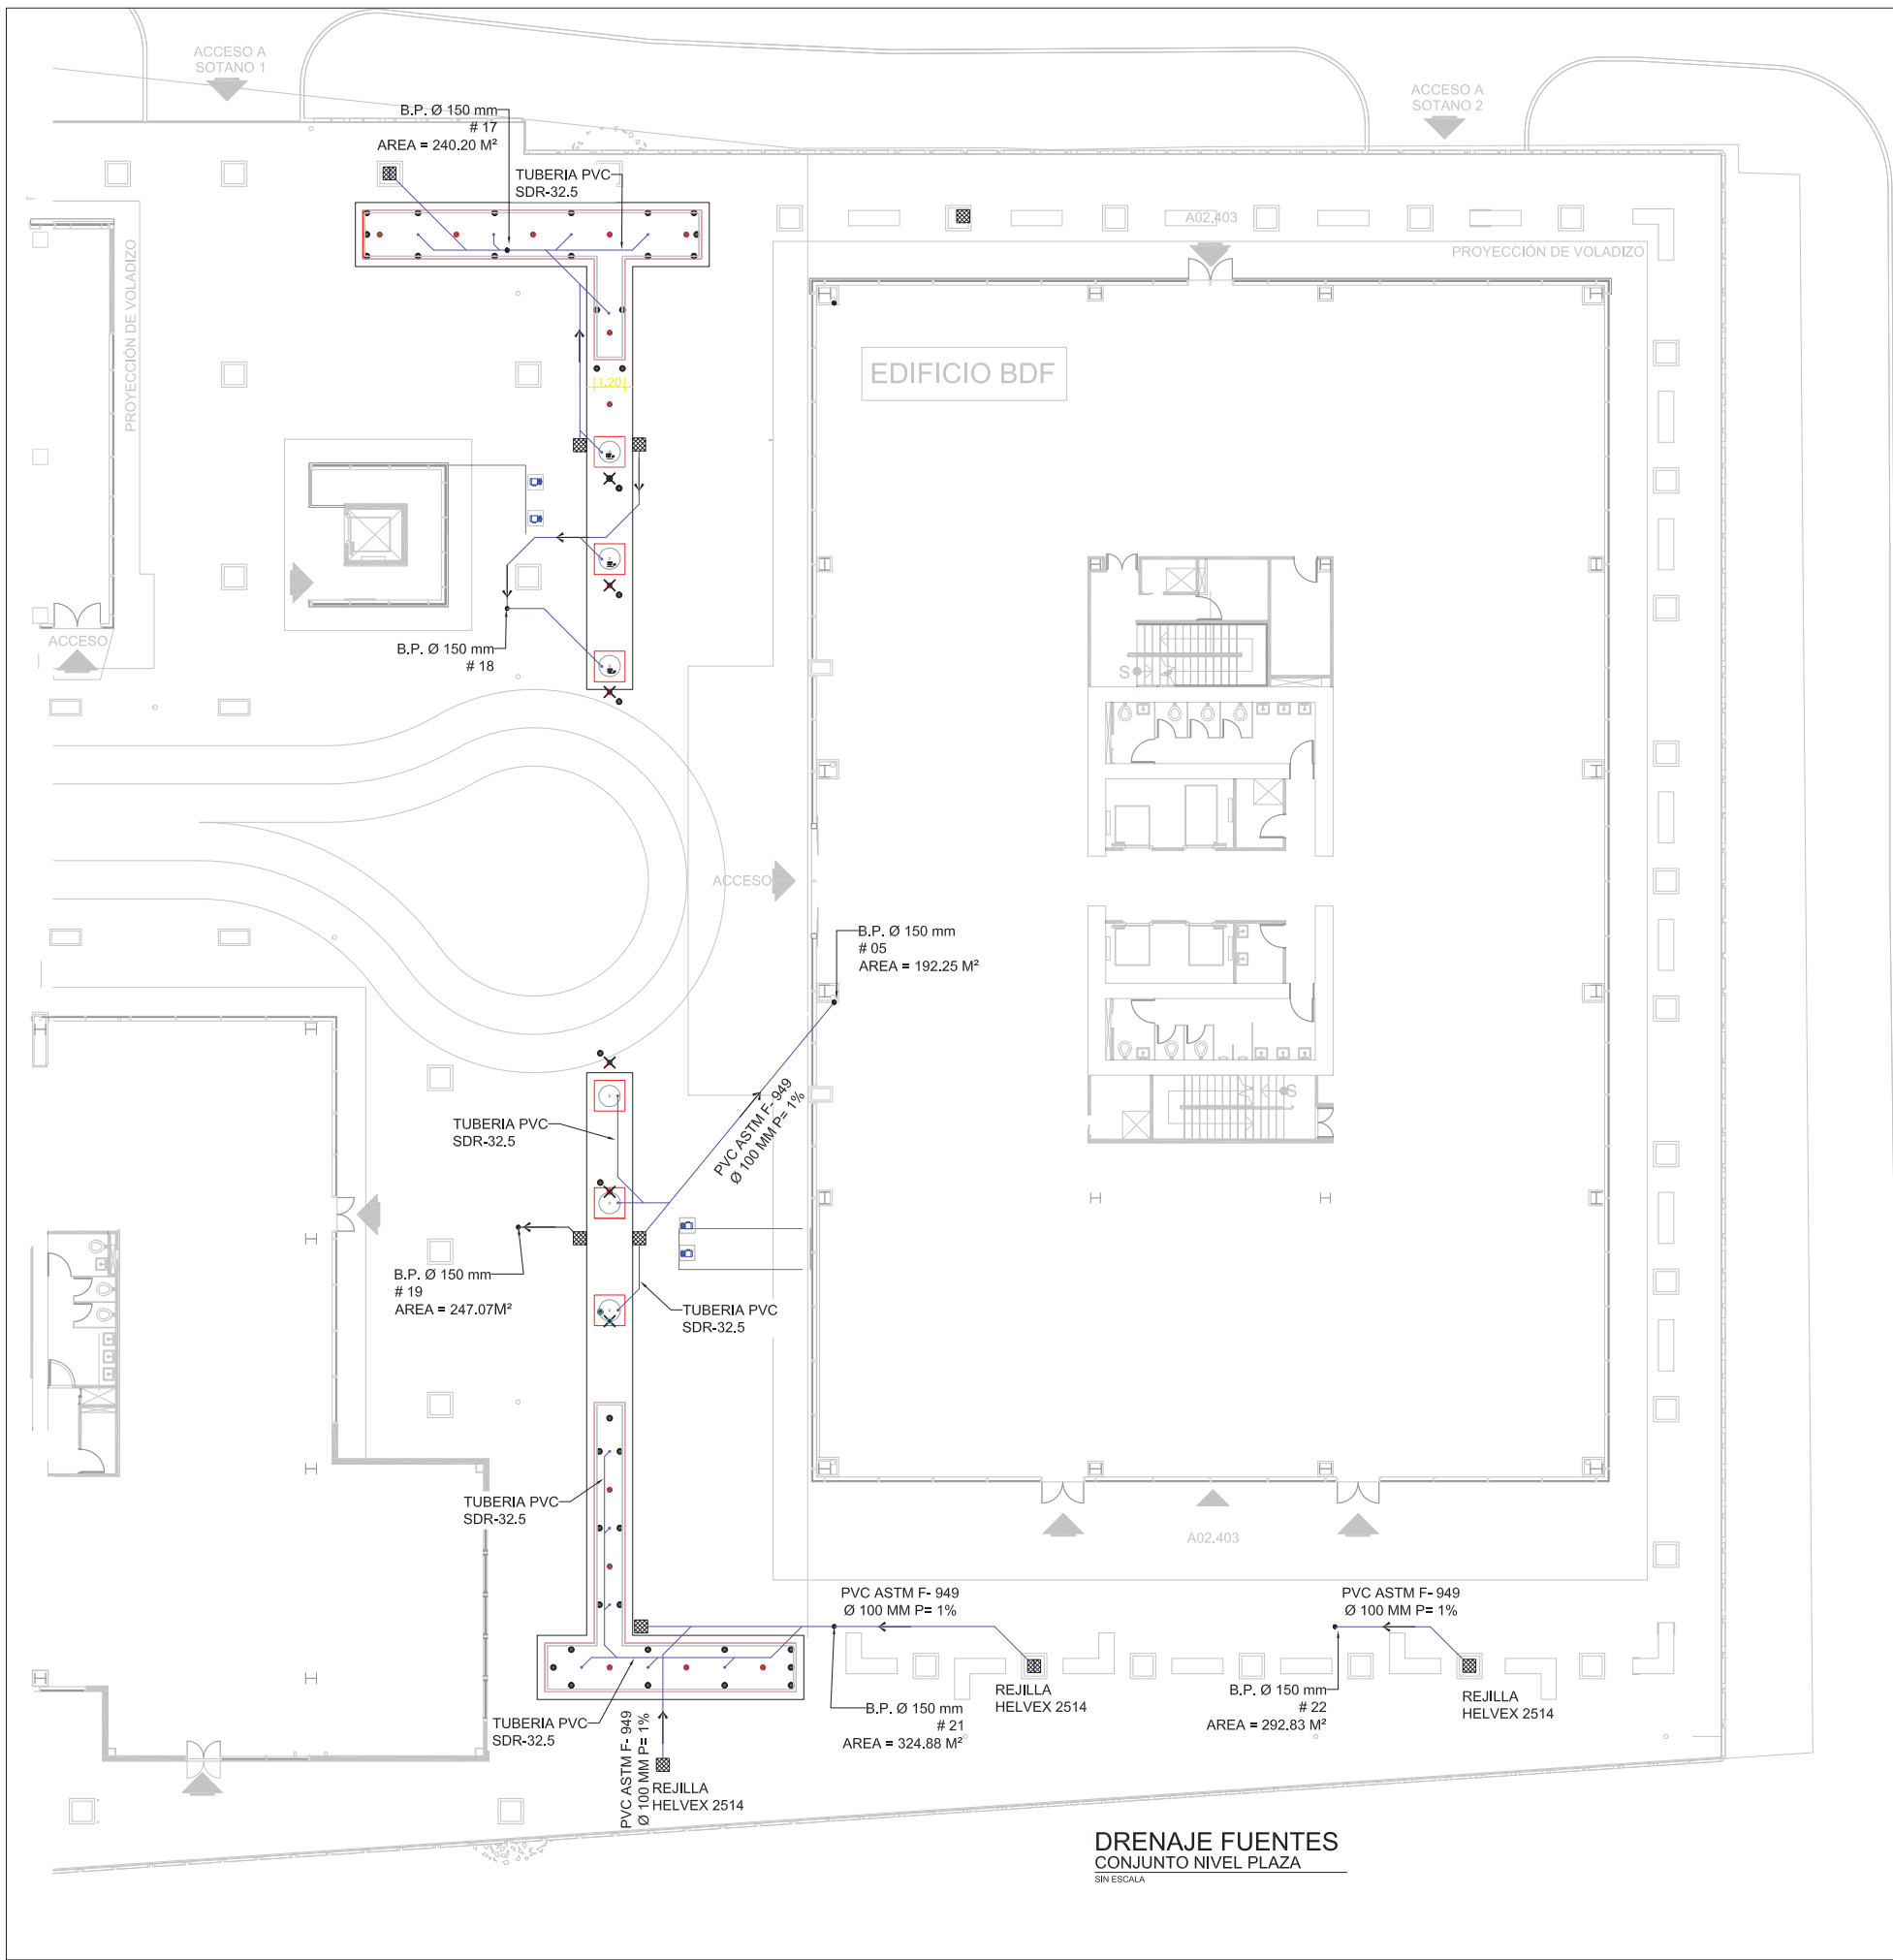 ACCESO A
SOTANO 1
ACCESO A
SOTANO 2
B.P. Ø 150 mm
# 17
AREA = 240.20 M²
TUBERIA PVC
SDR-32.5
A02.403
PROYECCIÓN DE VOLADIZO
PROYECCIÓN DE VOLADIZO
EDIFICIO BDF
1.20
ACCESO
B.P. Ø 150 mm
# 18
S
ACCESO
B.P. Ø 150 mm
# 05
AREA = 192.25 M²
PVC ASTM F- 949
Ø 100 MM P= 1%
S
TUBERIA PVC
SDR-32.5
B.P. Ø 150 mm
# 19
AREA = 247.07M²
TUBERIA PVC
SDR-32.5
TUBERIA PVC
SDR-32.5
A02.403
PVC ASTM F- 949
Ø 100 MM P= 1%
PVC ASTM F- 949
Ø 100 MM P= 1%
REJILLA
HELVEX 2514
B.P. Ø 150 mm
# 21
AREA = 324.88 M²
B.P. Ø 150 mm
# 22
AREA = 292.83 M²
REJILLA
HELVEX 2514
TUBERIA PVC
SDR-32.5
PVC ASTM F- 949
Ø 100 MM P= 1%
REJILLA
HELVEX 2514
DRENAJE FUENTES
CONJUNTO NIVEL PLAZA
SIN ESCALA